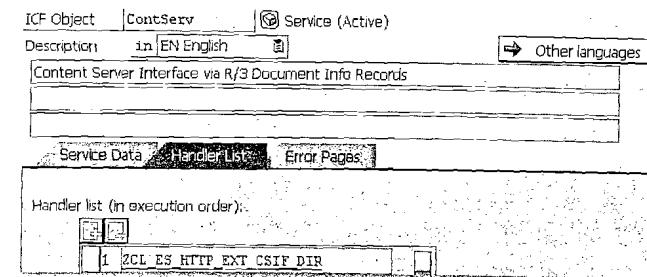 ICF Object ContServ Service (Active)
Description in EN English Other languages
Content Server Interface via R/3 Document Info Records
Service Data Handler List Error Pages
Handler list (in execution order):
1 ZCL_ES_HTTP_EXT_CSIF_DIR